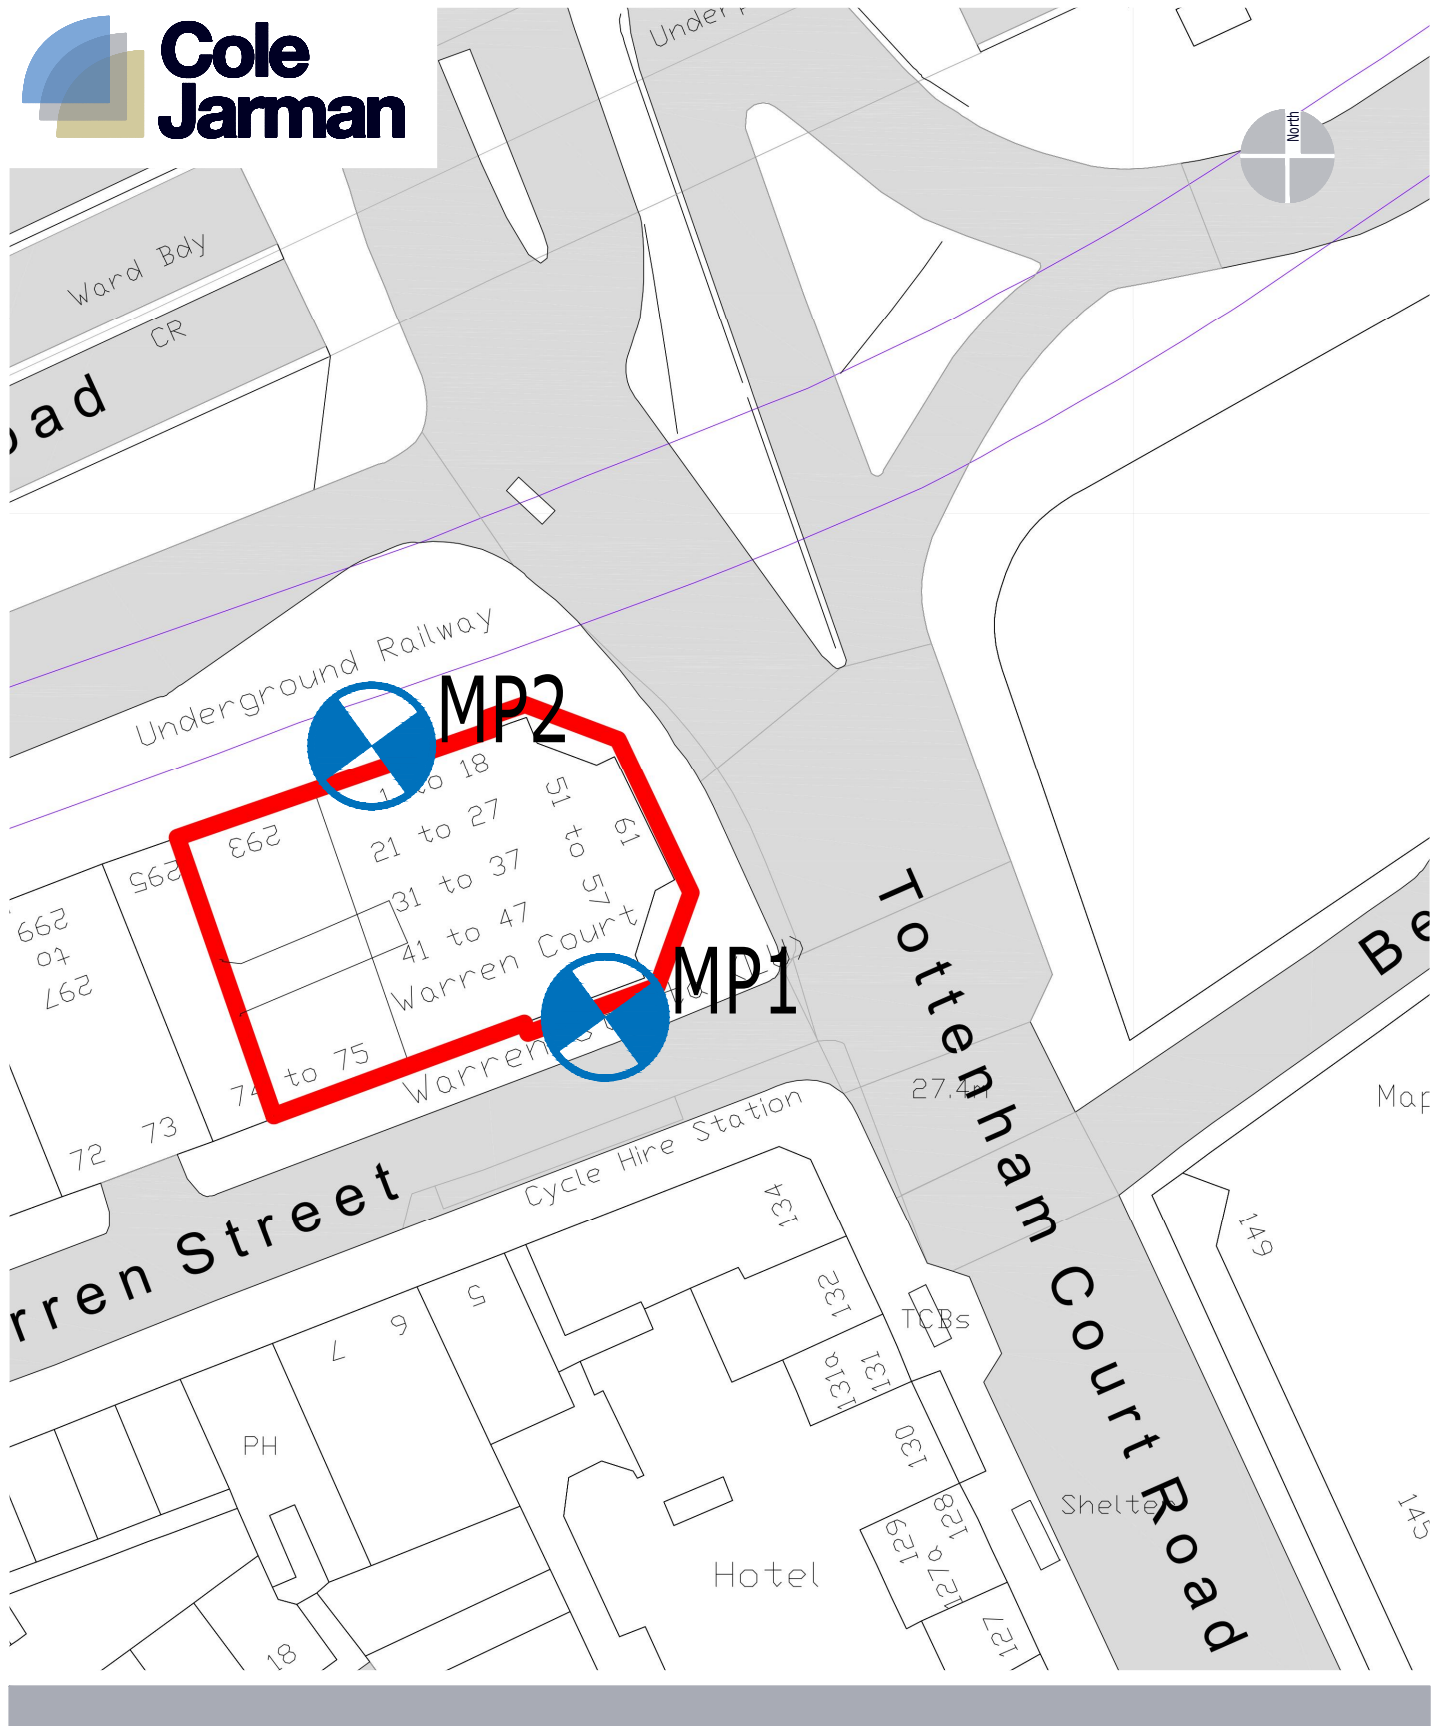 Cole
Jarman
North
Ward Bdy
CR
oad
Underground Railway
MP2
1 to 18
21 to 27
31 to 37
41 to 47
51 to 57
61
Warren Court
293
295
299
to
297
74 to 75
73
72
MP1
Warren
Tottenham Court Road
27.4m
Be
Map
Cycle Hire Station
rren Street
134
132
131a
131
130
129
128
127a
127
TCBs
Shelter
149
145
5
6
7
PH
Hotel
18